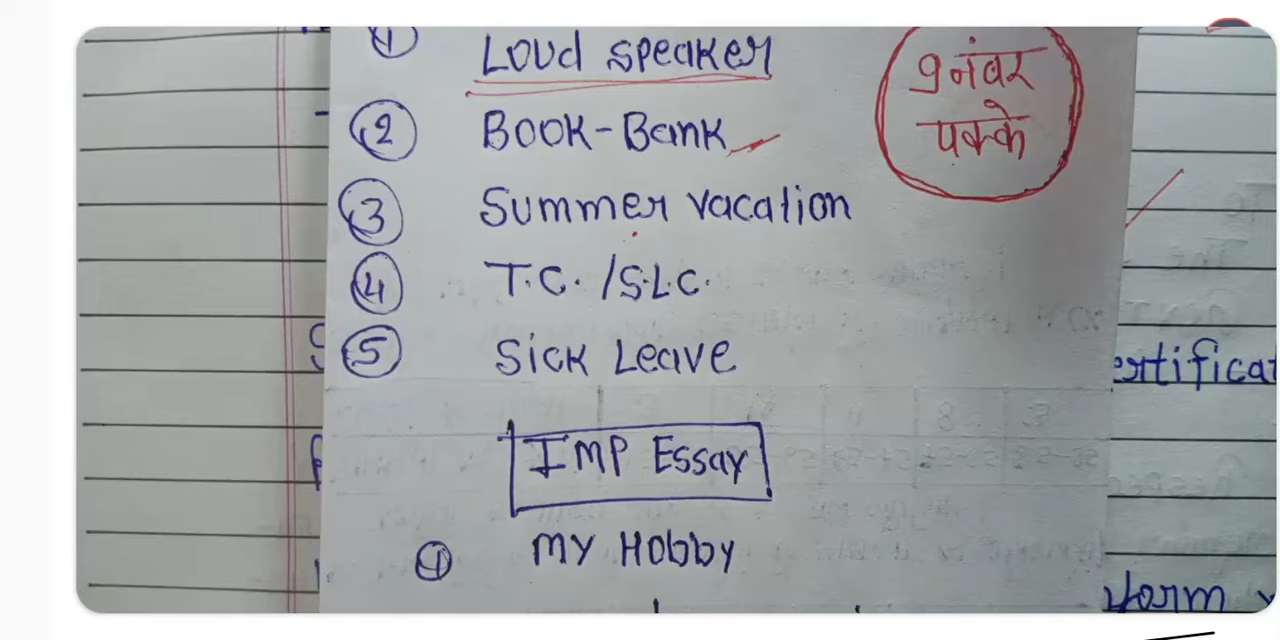 1 Loud speaker
9 नंबर
पक्के
2 Book-Bank
3 Summer vacation
4 T.C. /S.L.C.
5 Sick Leave
ertificat
IMP Essay
1 My Hobby